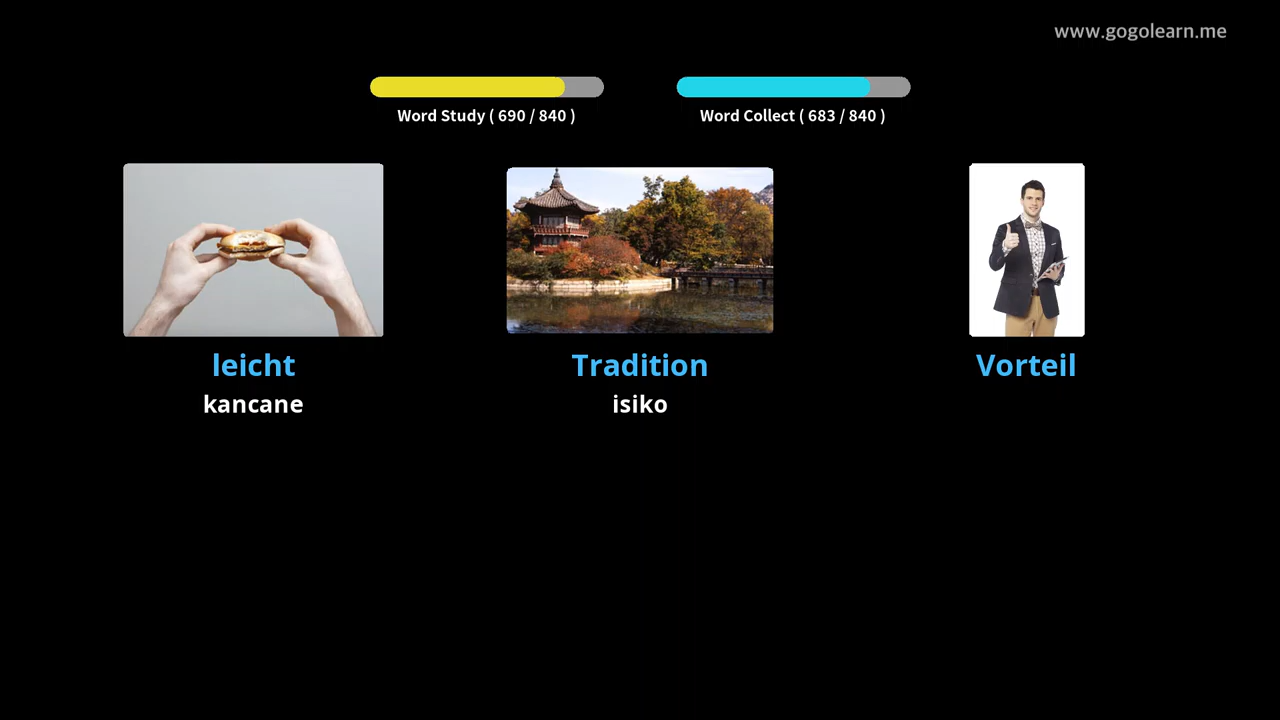 www.gogolearn.me
Word Study ( 690 / 840 )
Word Collect ( 683 / 840 )
leicht
kancane
Tradition
isiko
Vorteil